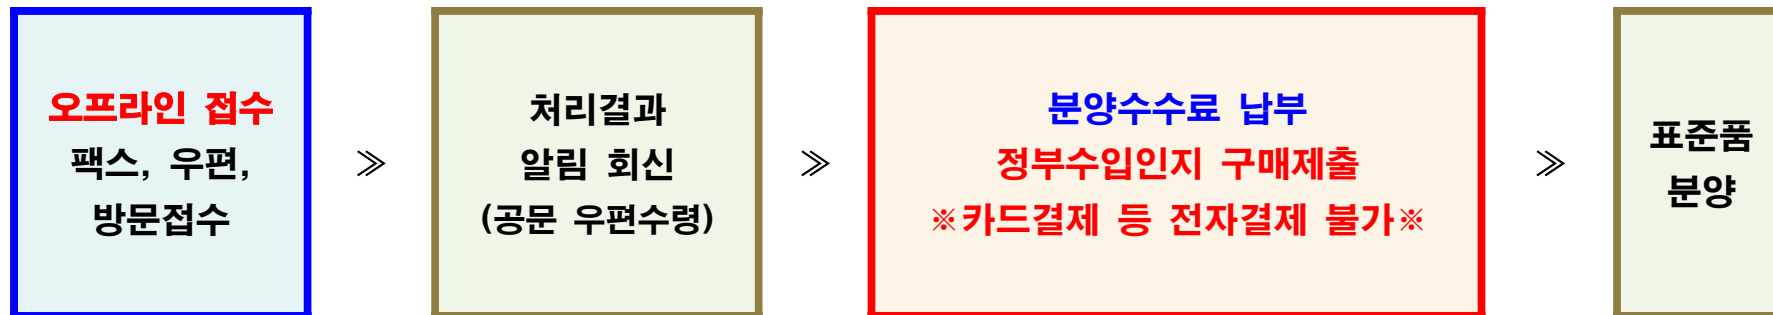 오프라인 접수
팩스, 우편,
방문접수
≫
처리결과
알림 회신
(공문 우편수령)
≫
분양수수료 납부
정부수입인지 구매제출
※카드결제 등 전자결제 불가※
≫
표준품
분양